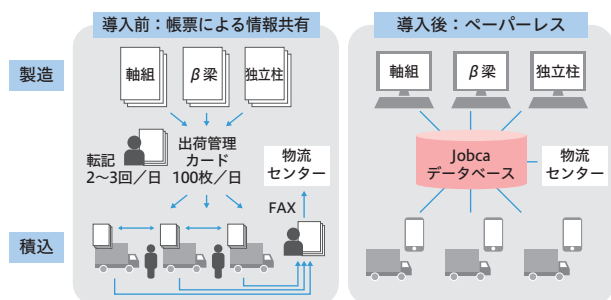 導入前：帳票による情報共有
導入後：ペーパーレス
製造
軸組
β梁
独立柱
軸組
β梁
独立柱
転記
2〜3回／日
出荷管理
カード
100枚／日
物流
センター
FAX
Jobca
データベース
物流
センター
積込